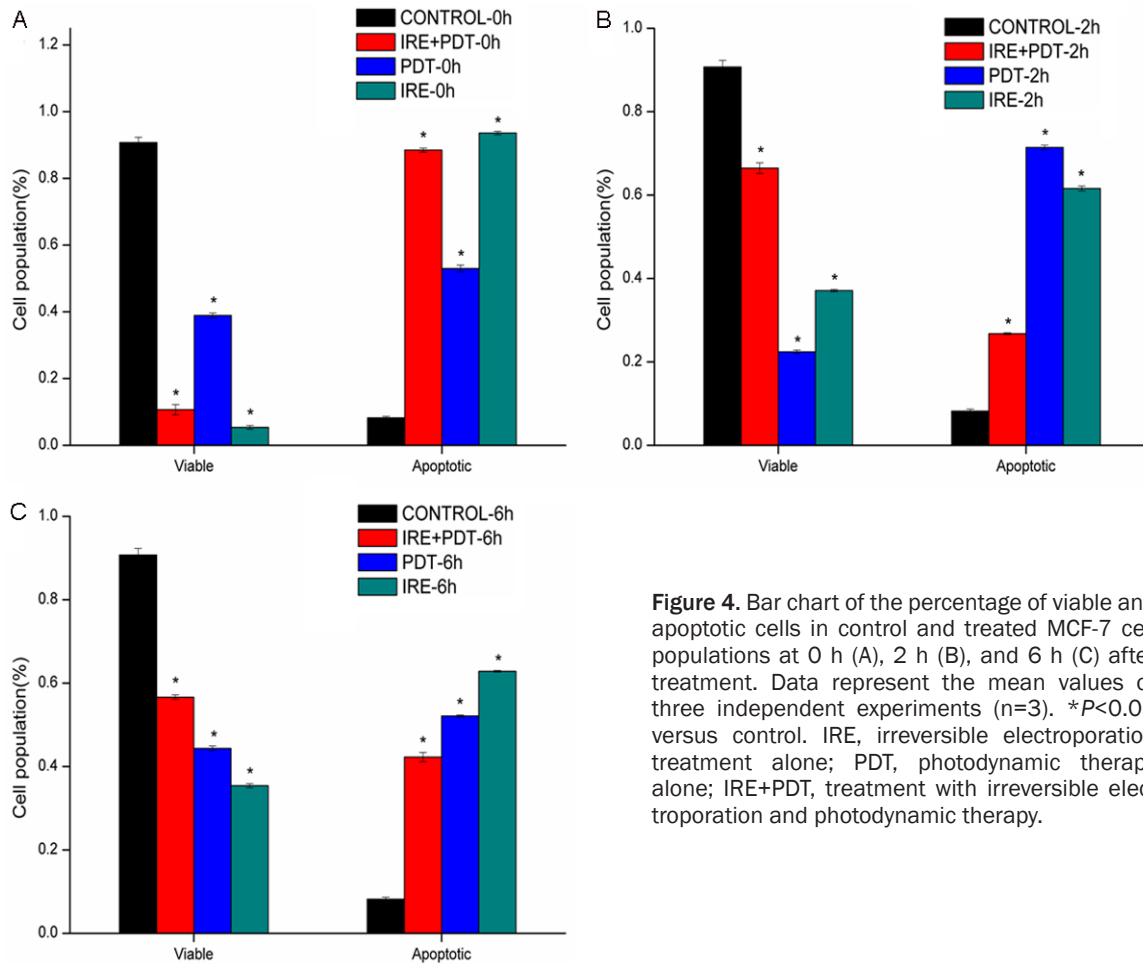 A
CONTROL-0h
IRE+PDT-0h
PDT-0h
IRE-0h
Cell population(%)
1.2
1.0
0.8
0.6
0.4
0.2
0.0
* * * * * *
Viable
Apoptotic
B
CONTROL-2h
IRE+PDT-2h
PDT-2h
IRE-2h
Cell population(%)
1.0
0.8
0.6
0.4
0.2
0.0
* * * * * *
Viable
Apoptotic
C
CONTROL-6h
IRE+PDT-6h
PDT-6h
IRE-6h
Cell population(%)
1.0
0.8
0.6
0.4
0.2
0.0
* * * * * *
Viable
Apoptotic
Figure 4. Bar chart of the percentage of viable an
apoptotic cells in control and treated MCF-7 ce
populations at 0 h (A), 2 h (B), and 6 h (C) afte
treatment. Data represent the mean values o
three independent experiments (n=3). *P<0.0
versus control. IRE, irreversible electroporation
treatment alone; PDT, photodynamic therap
alone; IRE+PDT, treatment with irreversible elec
troporation and photodynamic therapy.